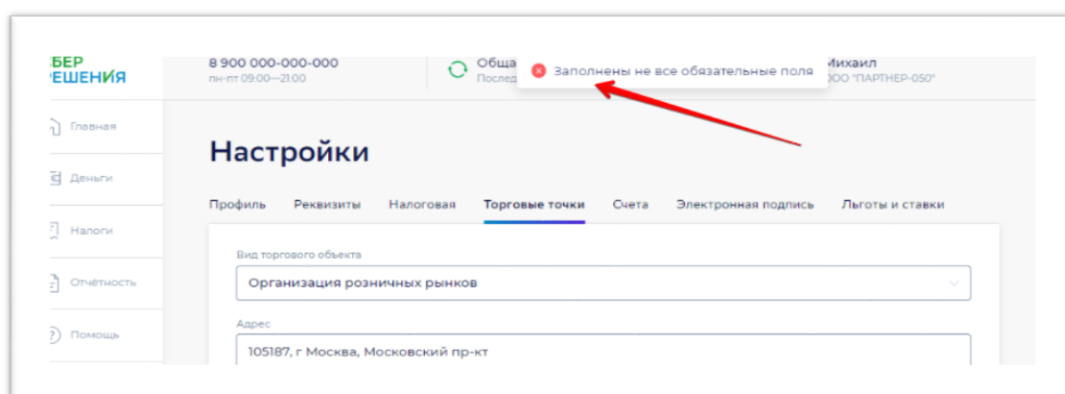 БЕР
ЕШЕНИЯ
8 900 000-000-000
пн-пт 09:00—21:00
Обща
Послед
Заполнены не все обязательные поля
Михаил
ООО "ПАРТНЕР-050"
Главная
Деньги
Налоги
Отчётность
Помощь
Настройки
Профиль Реквизиты Налоговая Торговые точки Счета Электронная подпись Льготы и ставки
Вид торгового объекта
Организация розничных рынков
Адрес
105187, г Москва, Московский пр-кт